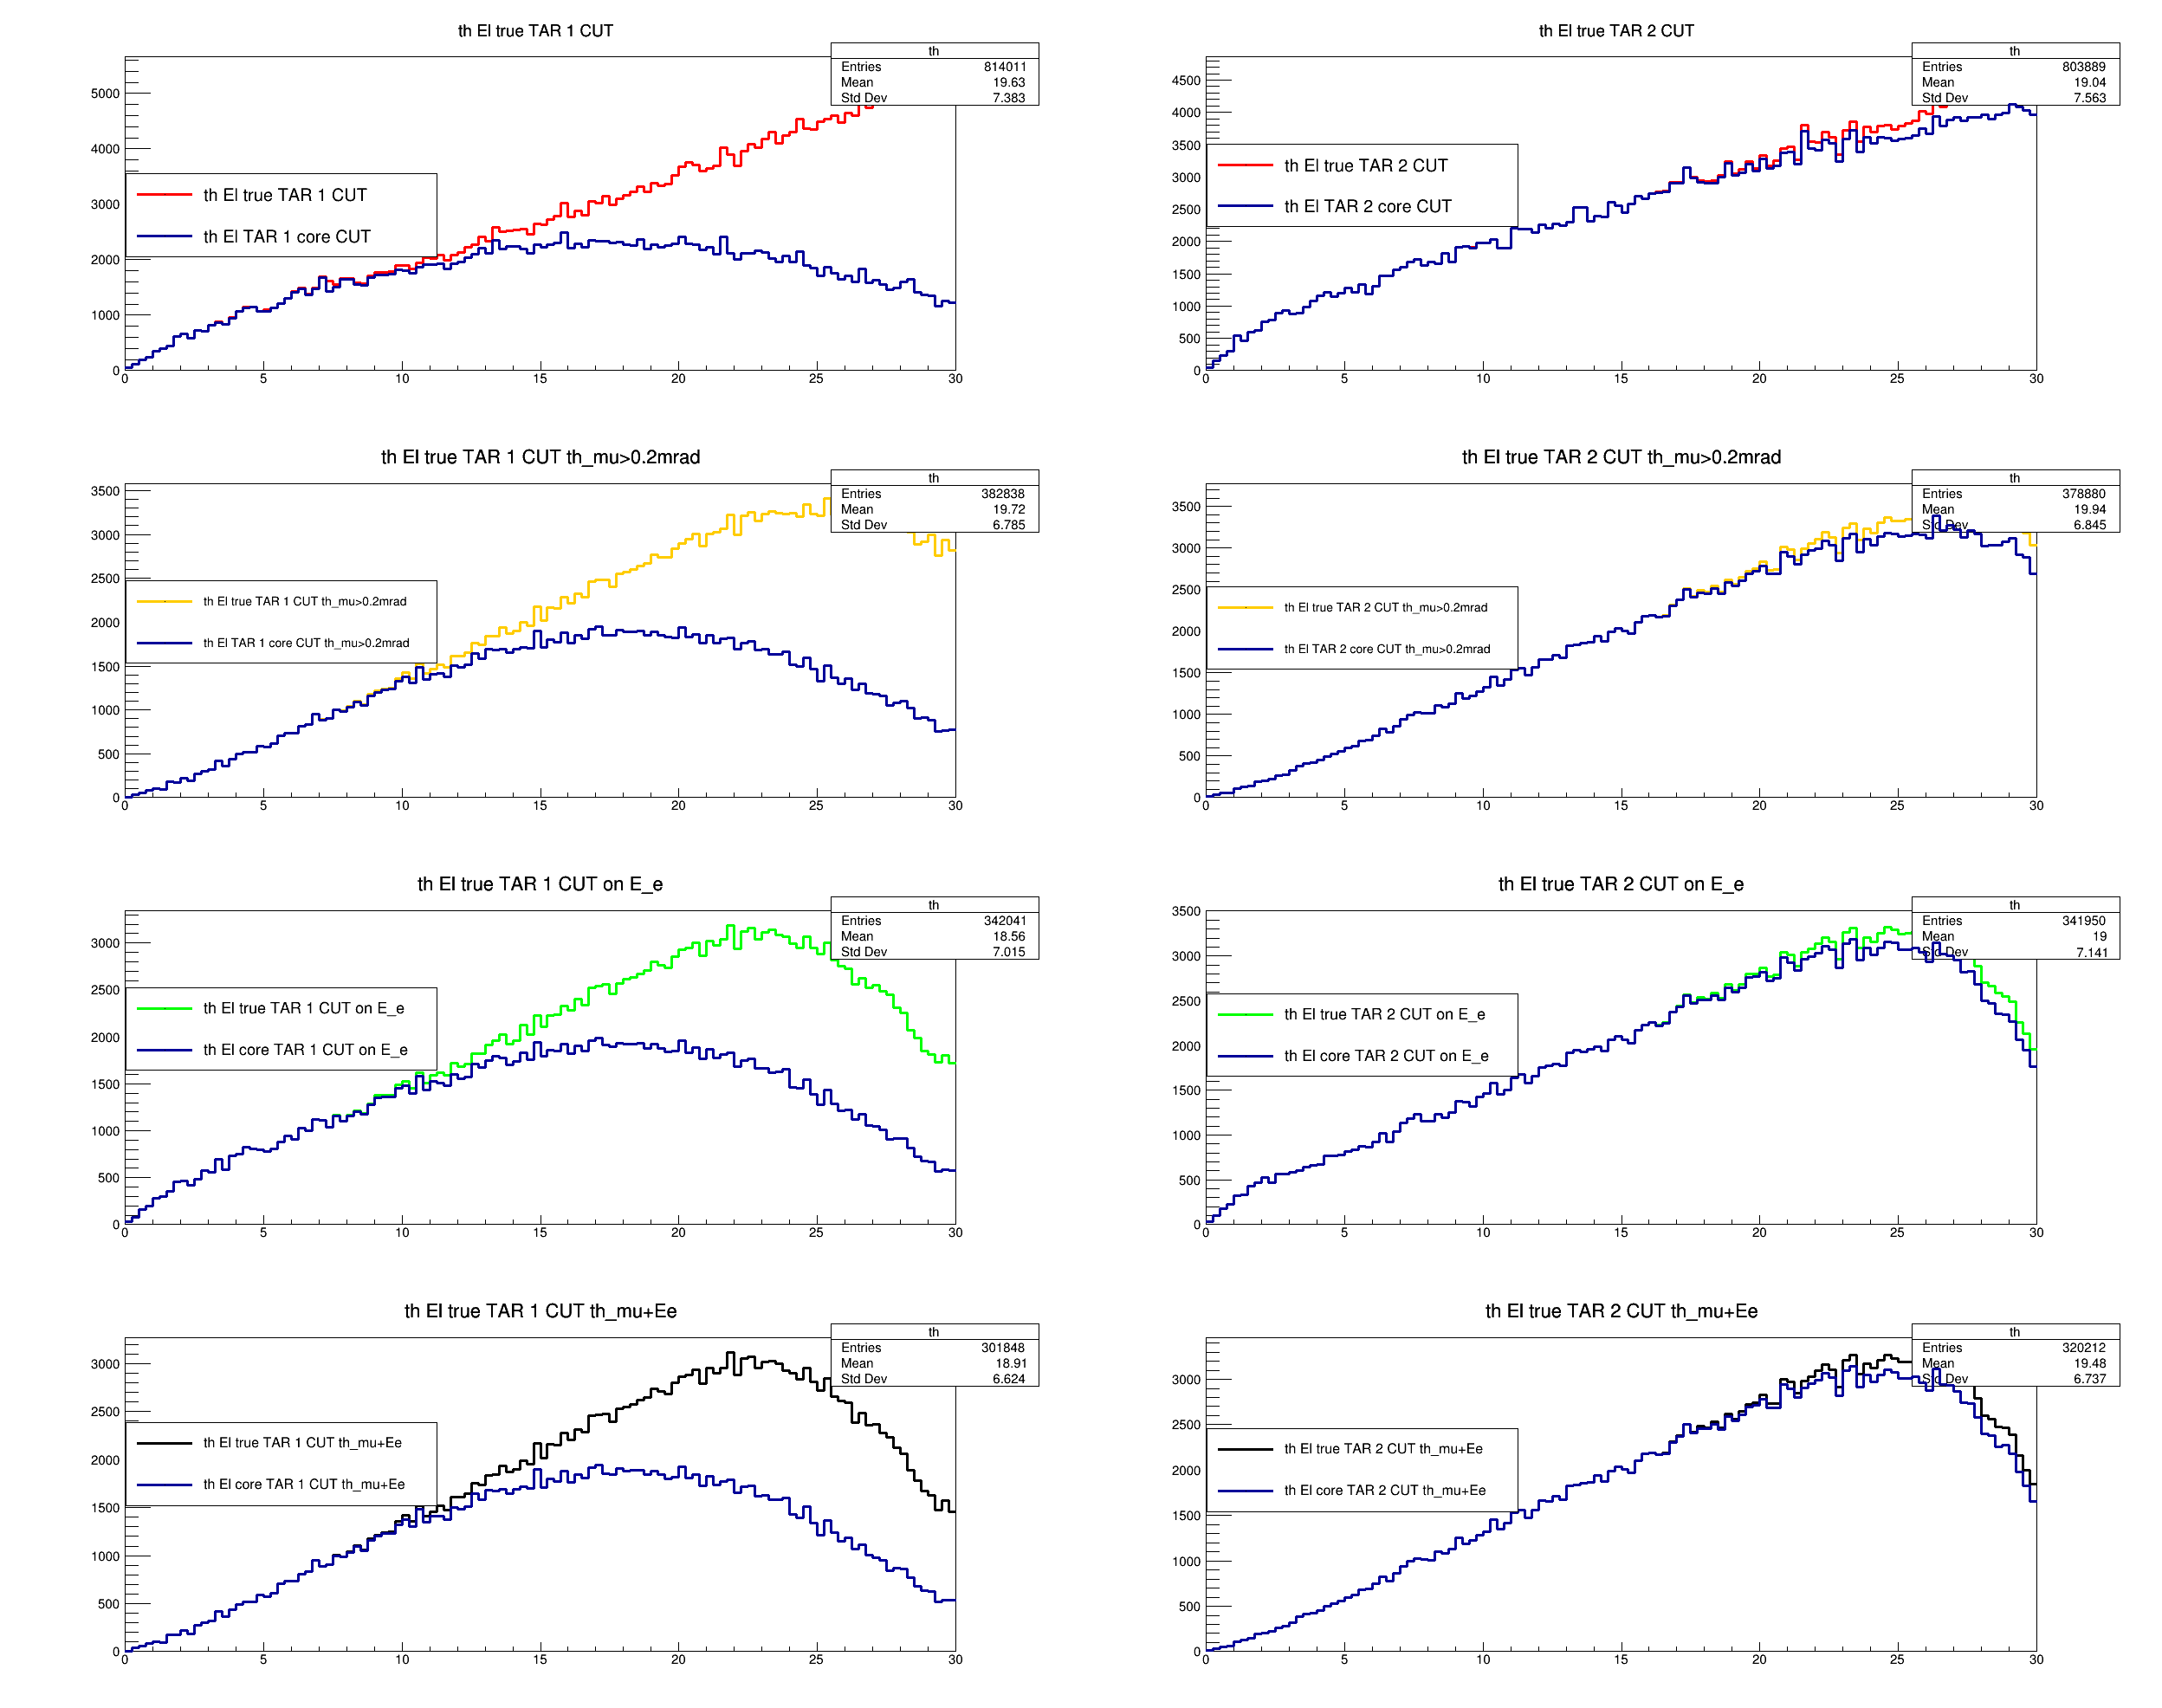 th El true TAR 1 CUT
th
Entries 814011
Mean 19.63
Std Dev 7.383
th El true TAR 1 CUT
th El TAR 1 core CUT
5000
4000
3000
2000
1000
0
0 5 10 15 20 25 30
th El true TAR 2 CUT
th
Entries 803889
Mean 19.04
Std Dev 7.563
th El true TAR 2 CUT
th El TAR 2 core CUT
4500
4000
3500
3000
2500
2000
1500
1000
500
0
0 5 10 15 20 25 30
th El true TAR 1 CUT th_mu>0.2mrad
th
Entries 382838
Mean 19.72
Std Dev 6.785
th El true TAR 1 CUT th_mu>0.2mrad
th El TAR 1 core CUT th_mu>0.2mrad
3500
3000
2500
2000
1500
1000
500
0
0 5 10 15 20 25 30
th El true TAR 2 CUT th_mu>0.2mrad
th
Entries 378880
Mean 19.94
Std Dev 6.845
th El true TAR 2 CUT th_mu>0.2mrad
th El TAR 2 core CUT th_mu>0.2mrad
3500
3000
2500
2000
1500
1000
500
0
0 5 10 15 20 25 30
th El true TAR 1 CUT on E_e
th
Entries 342041
Mean 18.56
Std Dev 7.015
th El true TAR 1 CUT on E_e
th El core TAR 1 CUT on E_e
3000
2500
2000
1500
1000
500
0
0 5 10 15 20 25 30
th El true TAR 2 CUT on E_e
th
Entries 341950
Mean 19
Std Dev 7.141
th El true TAR 2 CUT on E_e
th El core TAR 2 CUT on E_e
3500
3000
2500
2000
1500
1000
500
0
0 5 10 15 20 25 30
th El true TAR 1 CUT th_mu+Ee
th
Entries 301848
Mean 18.91
Std Dev 6.624
th El true TAR 1 CUT th_mu+Ee
th El core TAR 1 CUT th_mu+Ee
3000
2500
2000
1500
1000
500
0
0 5 10 15 20 25 30
th El true TAR 2 CUT th_mu+Ee
th
Entries 320212
Mean 19.48
Std Dev 6.737
th El true TAR 2 CUT th_mu+Ee
th El core TAR 2 CUT th_mu+Ee
3000
2500
2000
1500
1000
500
0
0 5 10 15 20 25 30